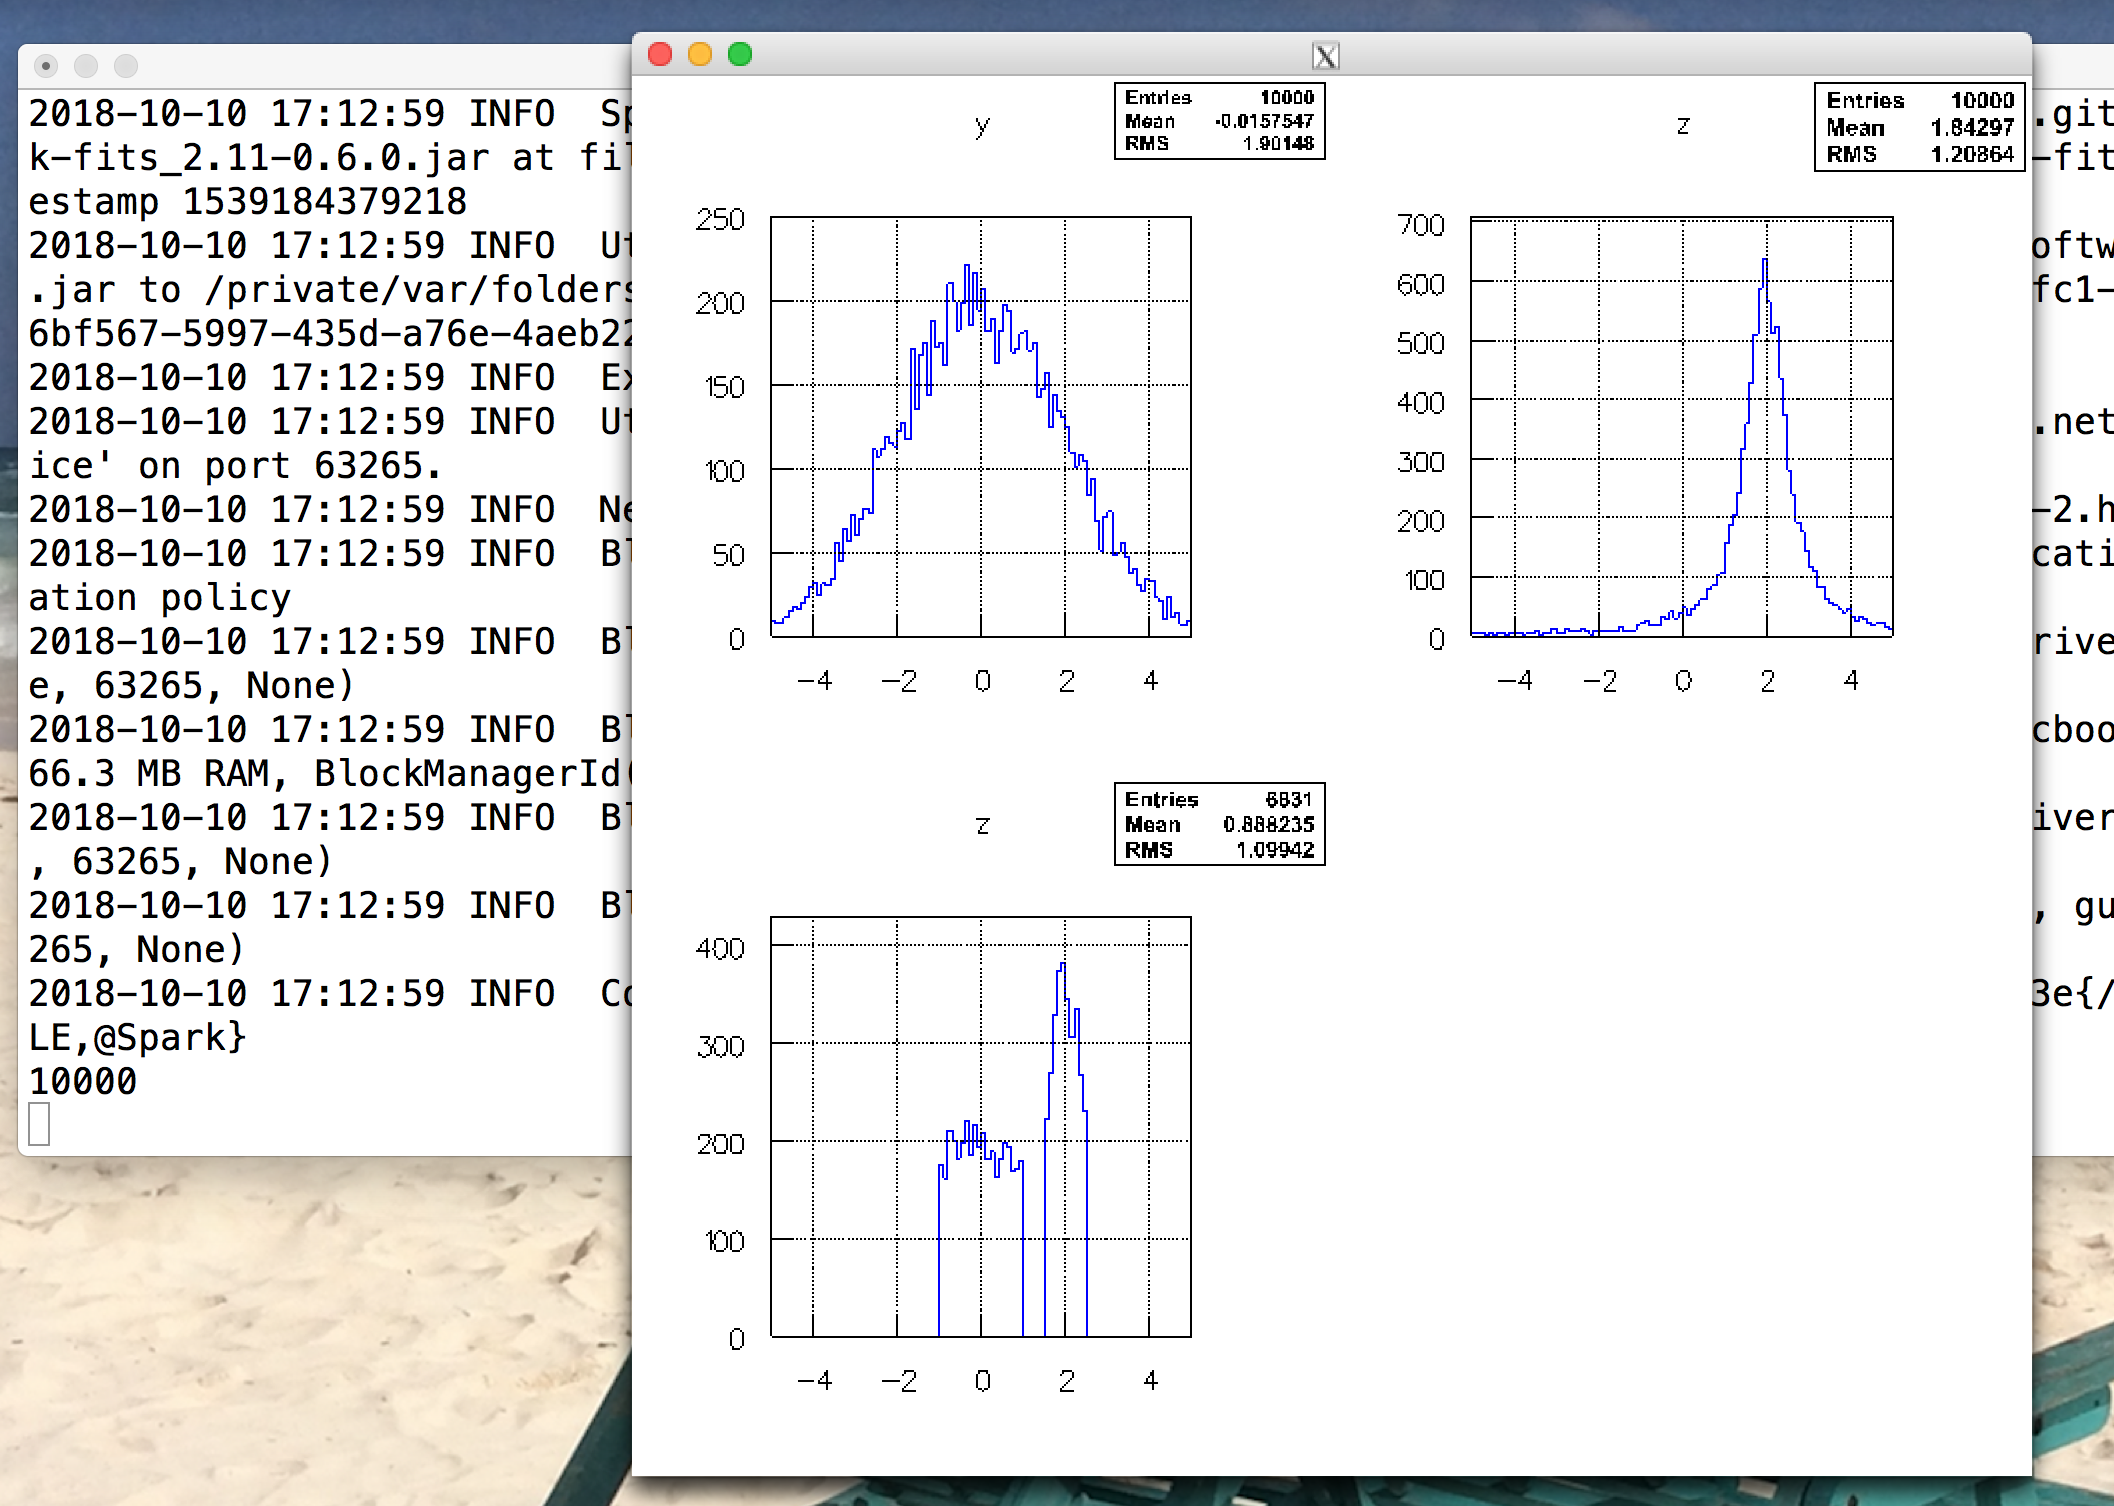 2018-10-10 17:12:59 INFO  Sp
k-fits_2.11-0.6.0.jar at fil
estamp 1539184379218
2018-10-10 17:12:59 INFO  Ut
.jar to /private/var/folders
6bf567-5997-435d-a76e-4aeb22
2018-10-10 17:12:59 INFO  Ex
2018-10-10 17:12:59 INFO  Ut
ice' on port 63265.
2018-10-10 17:12:59 INFO  Ne
2018-10-10 17:12:59 INFO  Bl
ation policy
2018-10-10 17:12:59 INFO  Bl
e, 63265, None)
2018-10-10 17:12:59 INFO  Bl
66.3 MB RAM, BlockManagerId(
2018-10-10 17:12:59 INFO  Bl
, 63265, None)
2018-10-10 17:12:59 INFO  Bl
265, None)
2018-10-10 17:12:59 INFO  Co
LE,@Spark}
10000
X
y
Entries 10000
Mean -0.0157547
RMS 1.90148
250
200
150
100
50
0
−4 −2 0 2 4
z
Entries 10000
Mean 1.84297
RMS 1.20864
700
600
500
400
300
200
100
0
−4 −2 0 2 4
z
Entries 6831
Mean 0.888235
RMS 1.09942
400
300
200
100
0
−4 −2 0 2 4
.git
-fit
oftw
fc1-
.net
-2.h
cati
rive
cboo
iver
, gu
3e{/